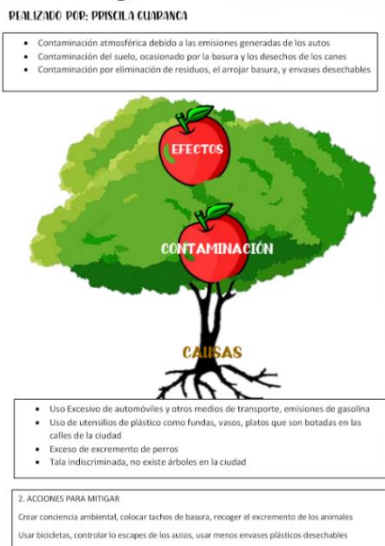 REALIZADO POR: PRISCILA GUARANGA
• Contaminación atmosférica debido a las emisiones generadas de los autos
• Contaminación del suelo, ocasionado por la basura y los desechos de los canes
• Contaminación por eliminación de residuos, el arrojar basura, y envases desechables
EFECTOS
CONTAMINACIÓN
CAUSAS
• Uso Excesivo de automóviles y otros medios de transporte, emisiones de gasolina
• Uso de utensilios de plástico como fundas, vasos, platos que son botadas en las
calles de la ciudad
• Exceso de excremento de perros
• Tala indiscriminada, no existe árboles en la ciudad
2. ACCIONES PARA MITIGAR
Crear conciencia ambiental, colocar tachos de basura, recoger el excremento de los animales
Usar bicicletas, controlar lo escapes de los autos, usar menos envases plásticos desechables